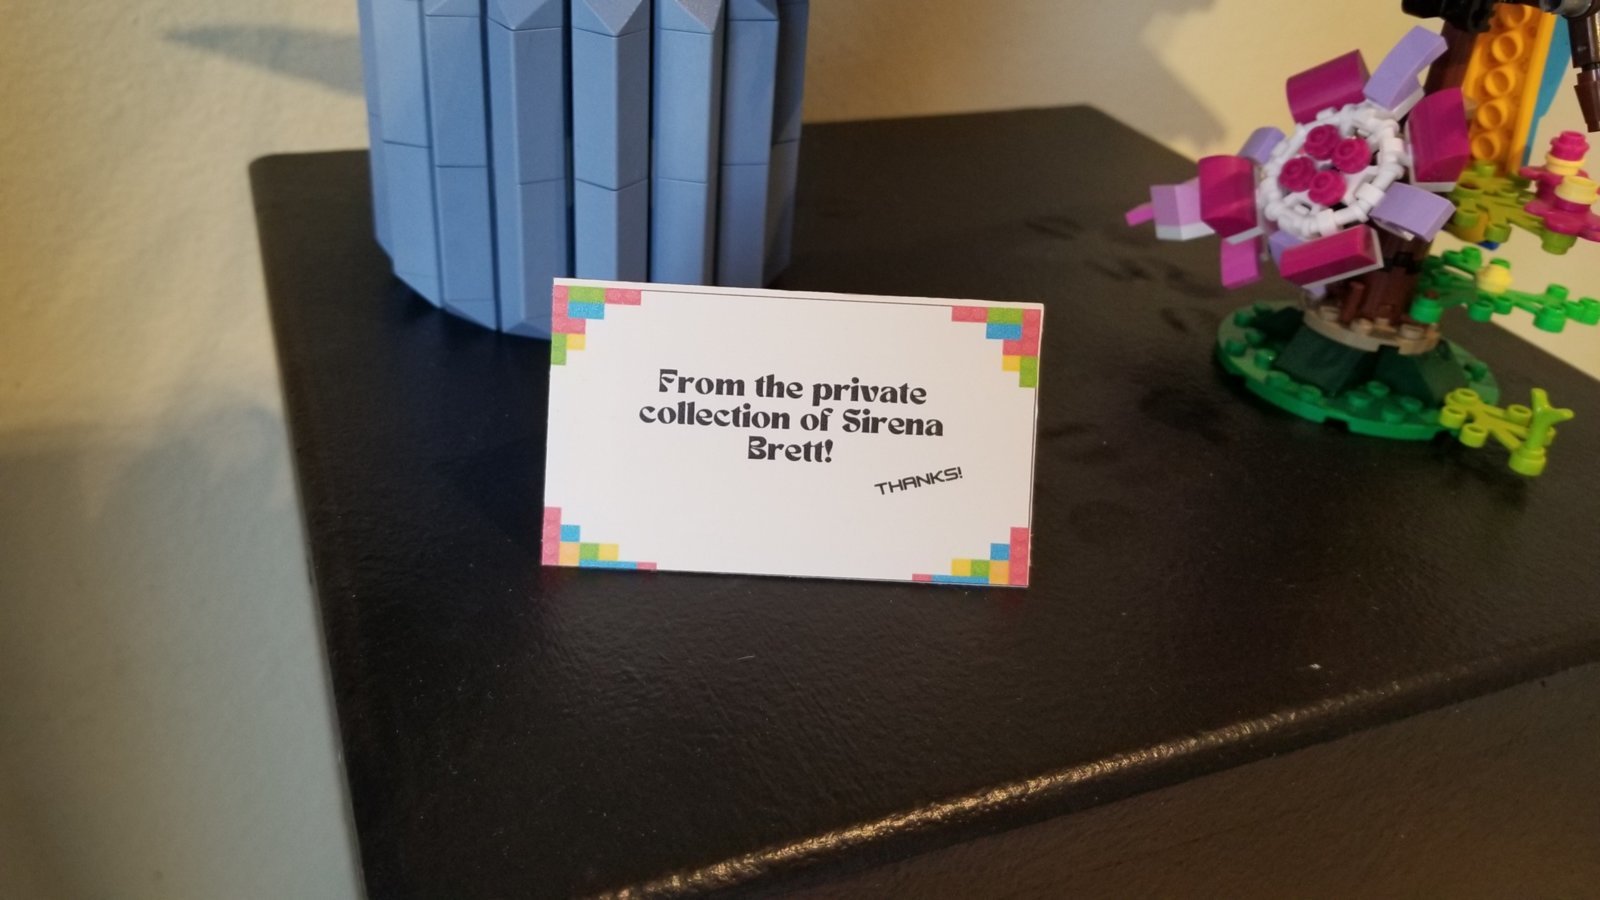 From the private
collection of Sirena
Brett!
THANKS!